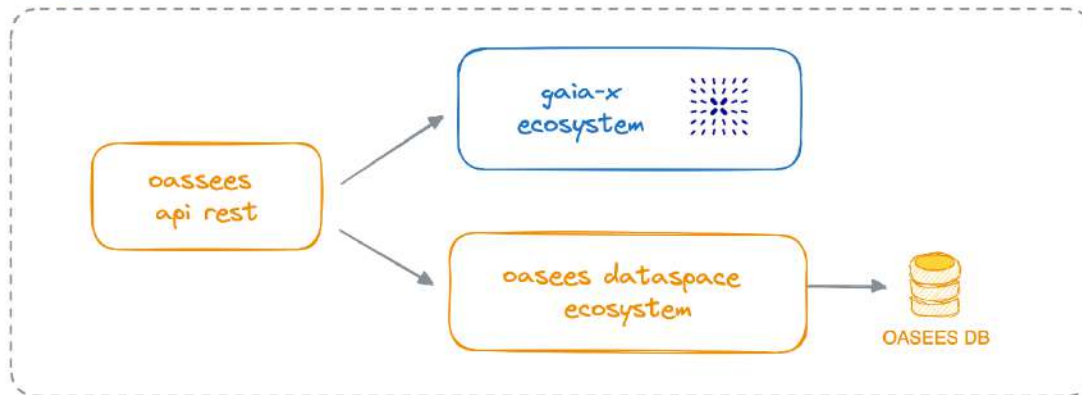 gaia-x
ecosystem
oassees
api rest
oasees dataspace
ecosystem
OASEES DB